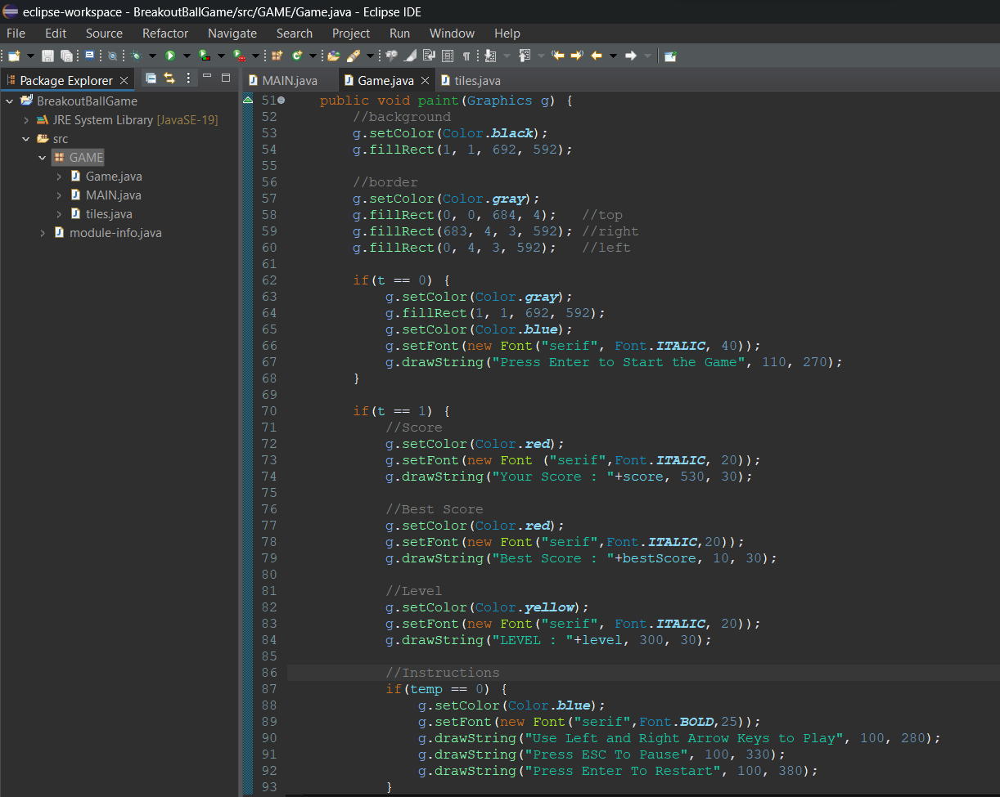 eclipse-workspace - BreakoutBallGame/src/GAME/Game.java - Eclipse IDE
File Edit Source Refactor Navigate Search Project Run Window Help
Package Explorer
MAIN.java Game.java tiles.java
BreakoutBallGame
JRE System Library [JavaSE-19]
src
GAME
Game.java
MAIN.java
tiles.java
module-info.java
51 public void paint(Graphics g) {
52 //background
53 g.setColor(Color.black);
54 g.fillRect(1, 1, 692, 592);
55
56 //border
57 g.setColor(Color.gray);
58 g.fillRect(0, 0, 684, 4); //top
59 g.fillRect(683, 4, 3, 592); //right
60 g.fillRect(0, 4, 3, 592); //left
61
62 if(t == 0) {
63 g.setColor(Color.gray);
64 g.fillRect(1, 1, 692, 592);
65 g.setColor(Color.blue);
66 g.setFont(new Font("serif", Font.ITALIC, 40));
67 g.drawString("Press Enter to Start the Game", 110, 270);
68 }
69
70 if(t == 1) {
71 //Score
72 g.setColor(Color.red);
73 g.setFont(new Font ("serif",Font.ITALIC, 20));
74 g.drawString("Your Score : "+score, 530, 30);
75
76 //Best Score
77 g.setColor(Color.red);
78 g.setFont(new Font("serif",Font.ITALIC,20));
79 g.drawString("Best Score : "+bestScore, 10, 30);
80
81 //Level
82 g.setColor(Color.yellow);
83 g.setFont(new Font("serif", Font.ITALIC, 20));
84 g.drawString("LEVEL : "+level, 300, 30);
85
86 //Instructions
87 if(temp == 0) {
88 g.setColor(Color.blue);
89 g.setFont(new Font("serif",Font.BOLD,25));
90 g.drawString("Use Left and Right Arrow Keys to Play", 100, 280);
91 g.drawString("Press ESC To Pause", 100, 330);
92 g.drawString("Press Enter To Restart", 100, 380);
93 }